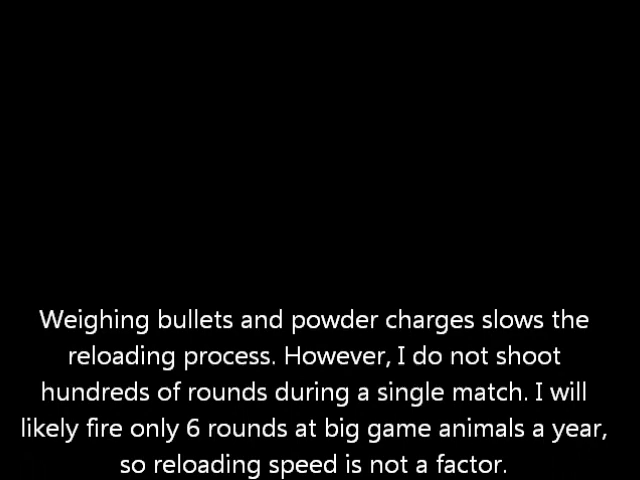 Weighing bullets and powder charges slows the
reloading process. However, I do not shoot
hundreds of rounds during a single match. I will
likely fire only 6 rounds at big game animals a year,
so reloading speed is not a factor.